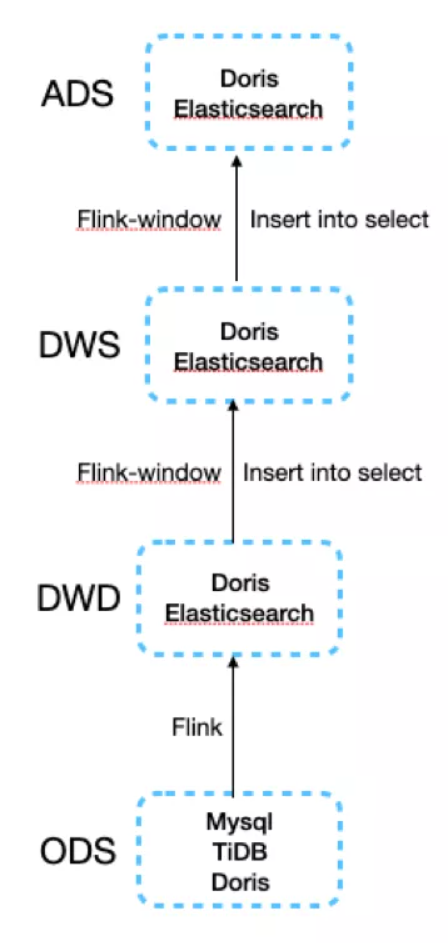 ADS
Doris
Elasticsearch
Flink-window
Insert into select
DWS
Doris
Elasticsearch
Flink-window
Insert into select
DWD
Doris
Elasticsearch
Flink
ODS
Mysql
TiDB
Doris